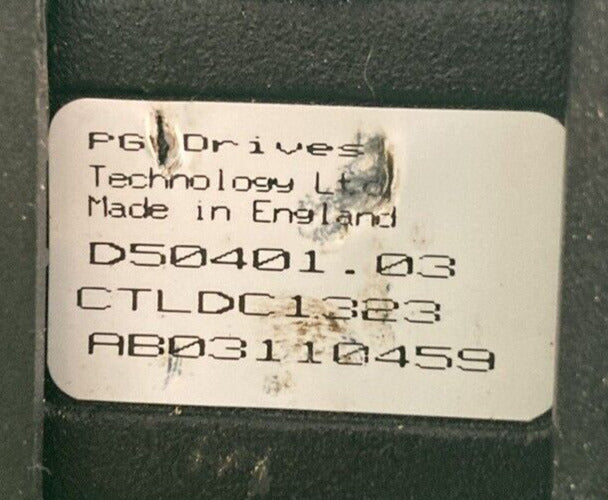 PG Drives
Technology Ltd
Made in England
D50401.03
CTLDC1323
AB03110459